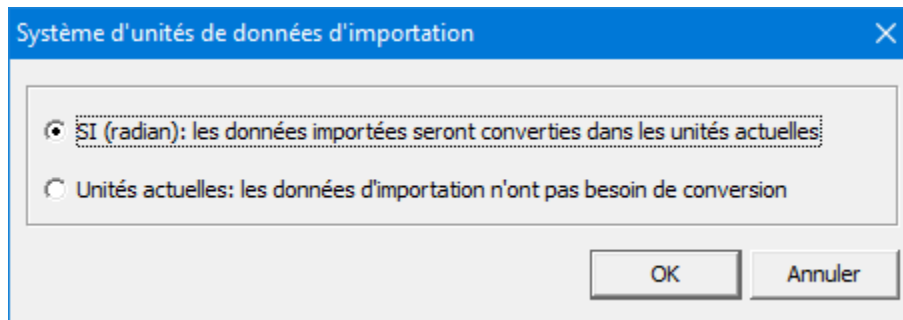 Système d'unités de données d'importation
SI (radian): les données importées seront converties dans les unités actuelles
Unités actuelles: les données d'importation n'ont pas besoin de conversion
OK Annuler